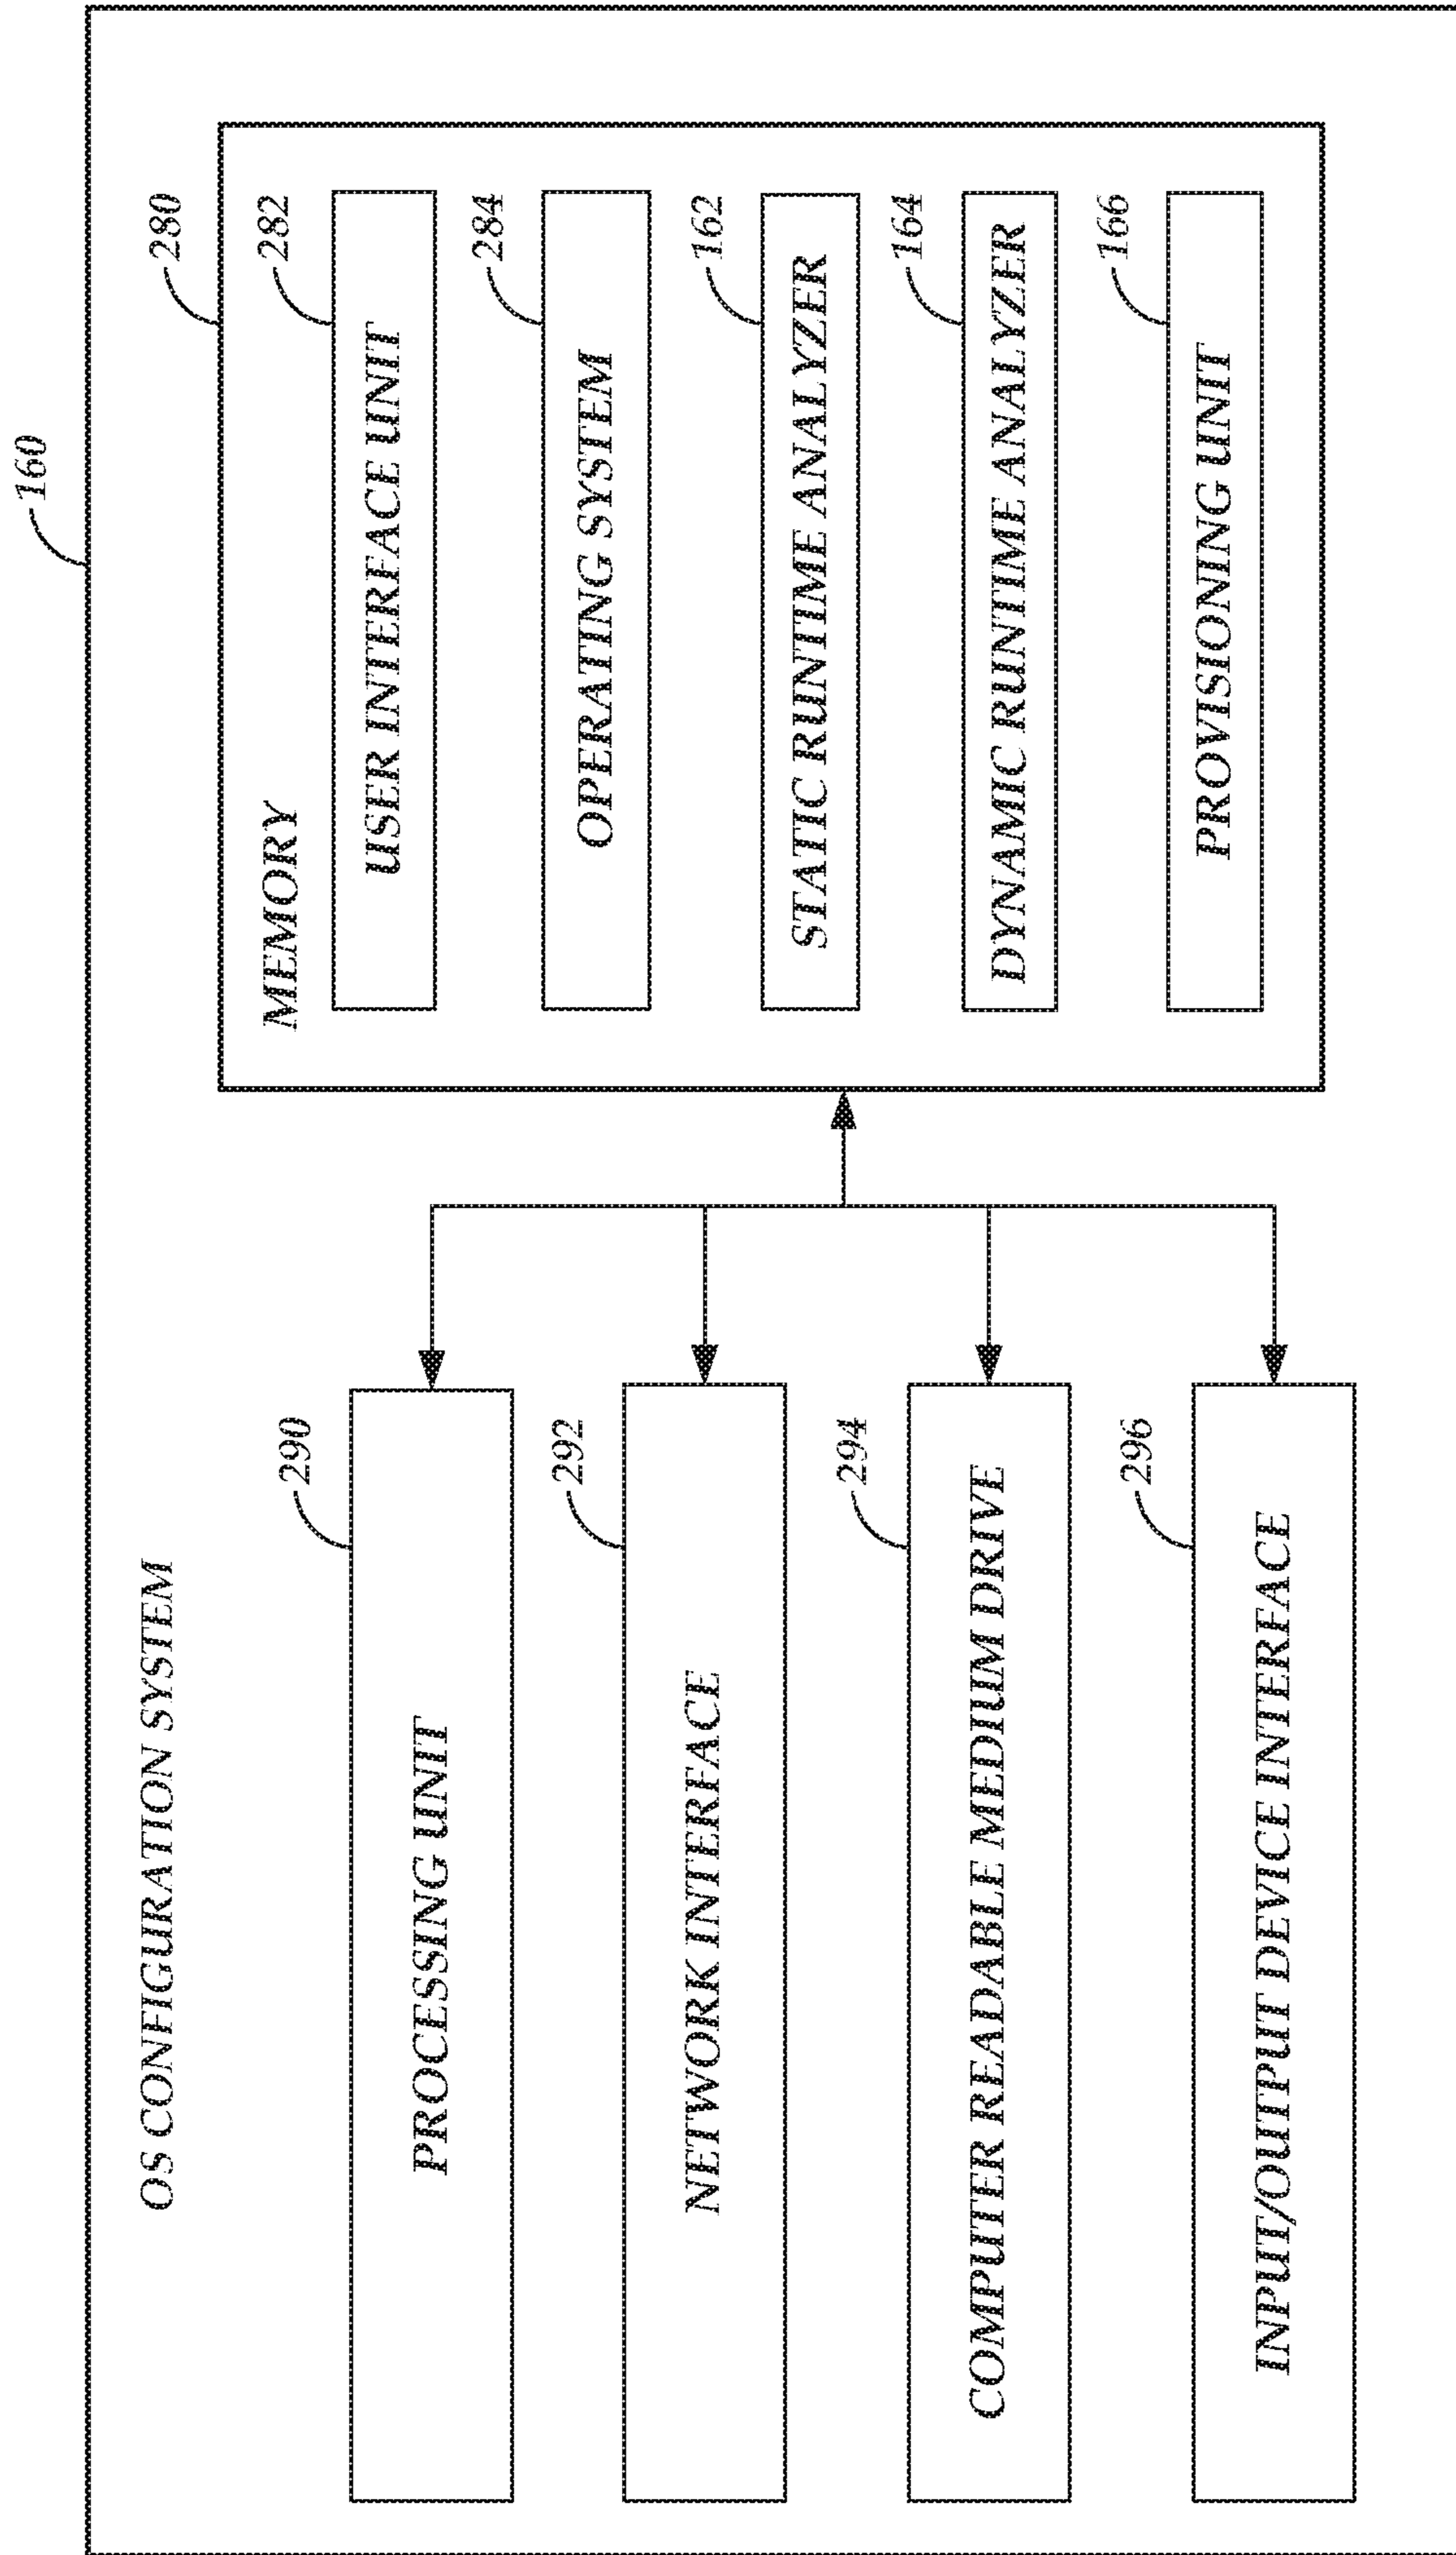 160
OS CONFIGURATION SYSTEM
280
MEMORY
282
USER INTERFACE UNIT
284
OPERATING SYSTEM
162
STATIC RUNTIME ANALYZER
164
DYNAMIC RUNTIME ANALYZER
166
PROVISIONING UNIT
290
PROCESSING UNIT
292
NETWORK INTERFACE
294
COMPUTER READABLE MEDIUM DRIVE
296
INPUT/OUTPUT DEVICE INTERFACE